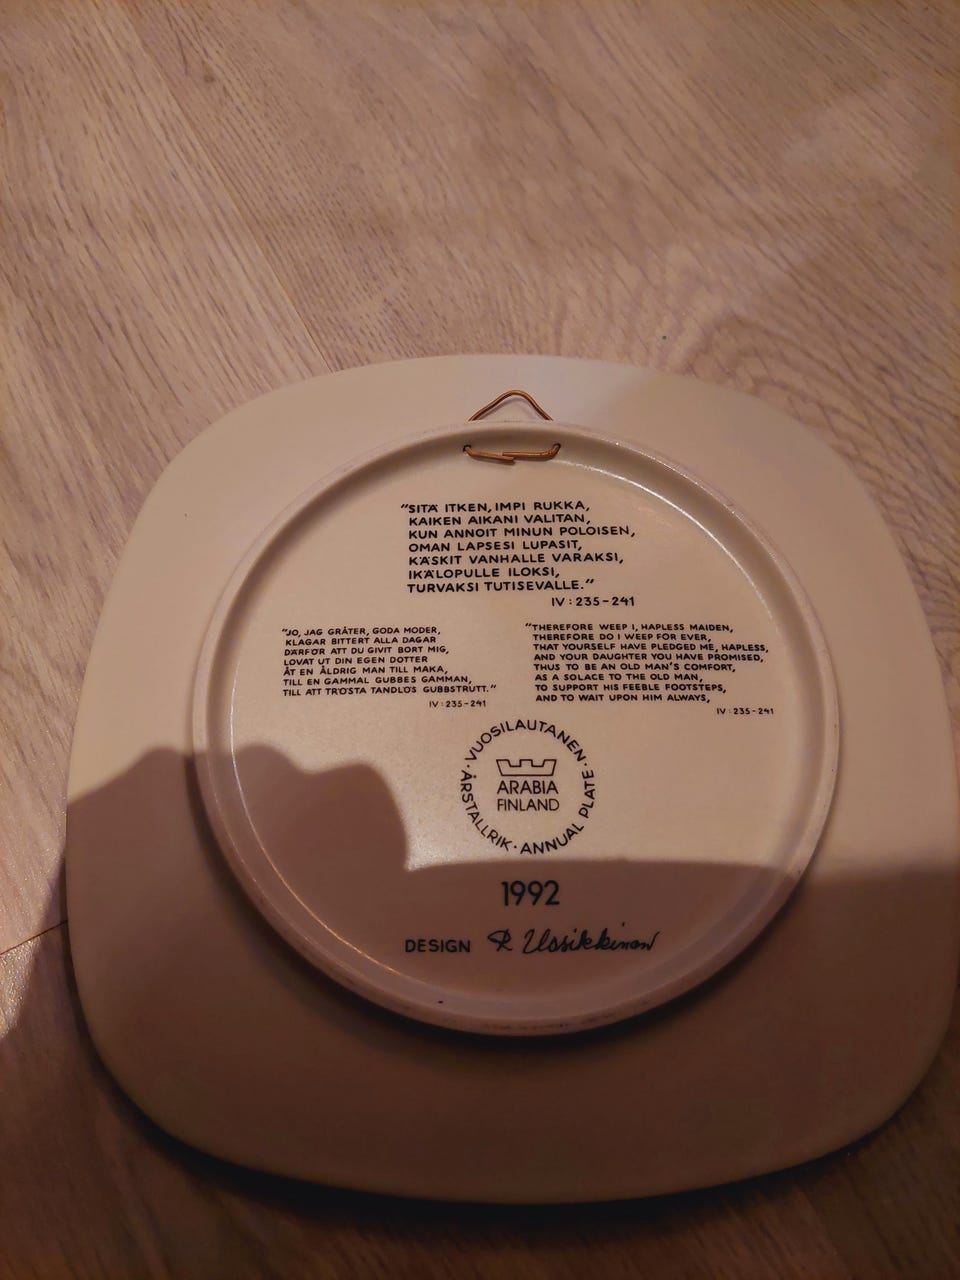 "SITÄ ITKEN, IMPI RUKKA,
KAIKEN AIKANI VALITAN,
KUN ANNOIT MINUN POLOISEN,
OMAN LAPSESI LUPASIT,
KÄSKIT VANHALLE VARAKSI,
IKÄLOPULLE ILOKSI,
TURVAKSI TUTISEVALLE."
IV : 235-241
"JO, JAG GRÅTER, GODA MODER,
KLAGAR BITTERT ALLA DAGAR
DÄRFÖR ATT DU GIVIT BORT MIG,
LOVAT UT DIN EGEN DOTTER
ÅT EN ÅLDRIG MAN TILL MAKA,
TILL EN GAMMAL GUBBES GAMMAN,
TILL ATT TRÖSTA TANDLÖS GUBBSTRUTT."
IV : 235-241
"THEREFORE WEEP I, HAPLESS MAIDEN,
THEREFORE DO I WEEP FOR EVER,
THAT YOURSELF HAVE PLEDGED ME, HAPLESS,
AND YOUR DAUGHTER YOU HAVE PROMISED,
THUS TO BE AN OLD MAN'S COMFORT,
AS A SOLACE TO THE OLD MAN,
TO SUPPORT HIS FEEBLE FOOTSTEPS,
AND TO WAIT UPON HIM ALWAYS,
IV : 235-241
· VUOSILAUTANEN · ÅRSTALLRIK · ANNUAL PLATE
ARABIA
FINLAND
1992
DESIGN R Uosikkinen